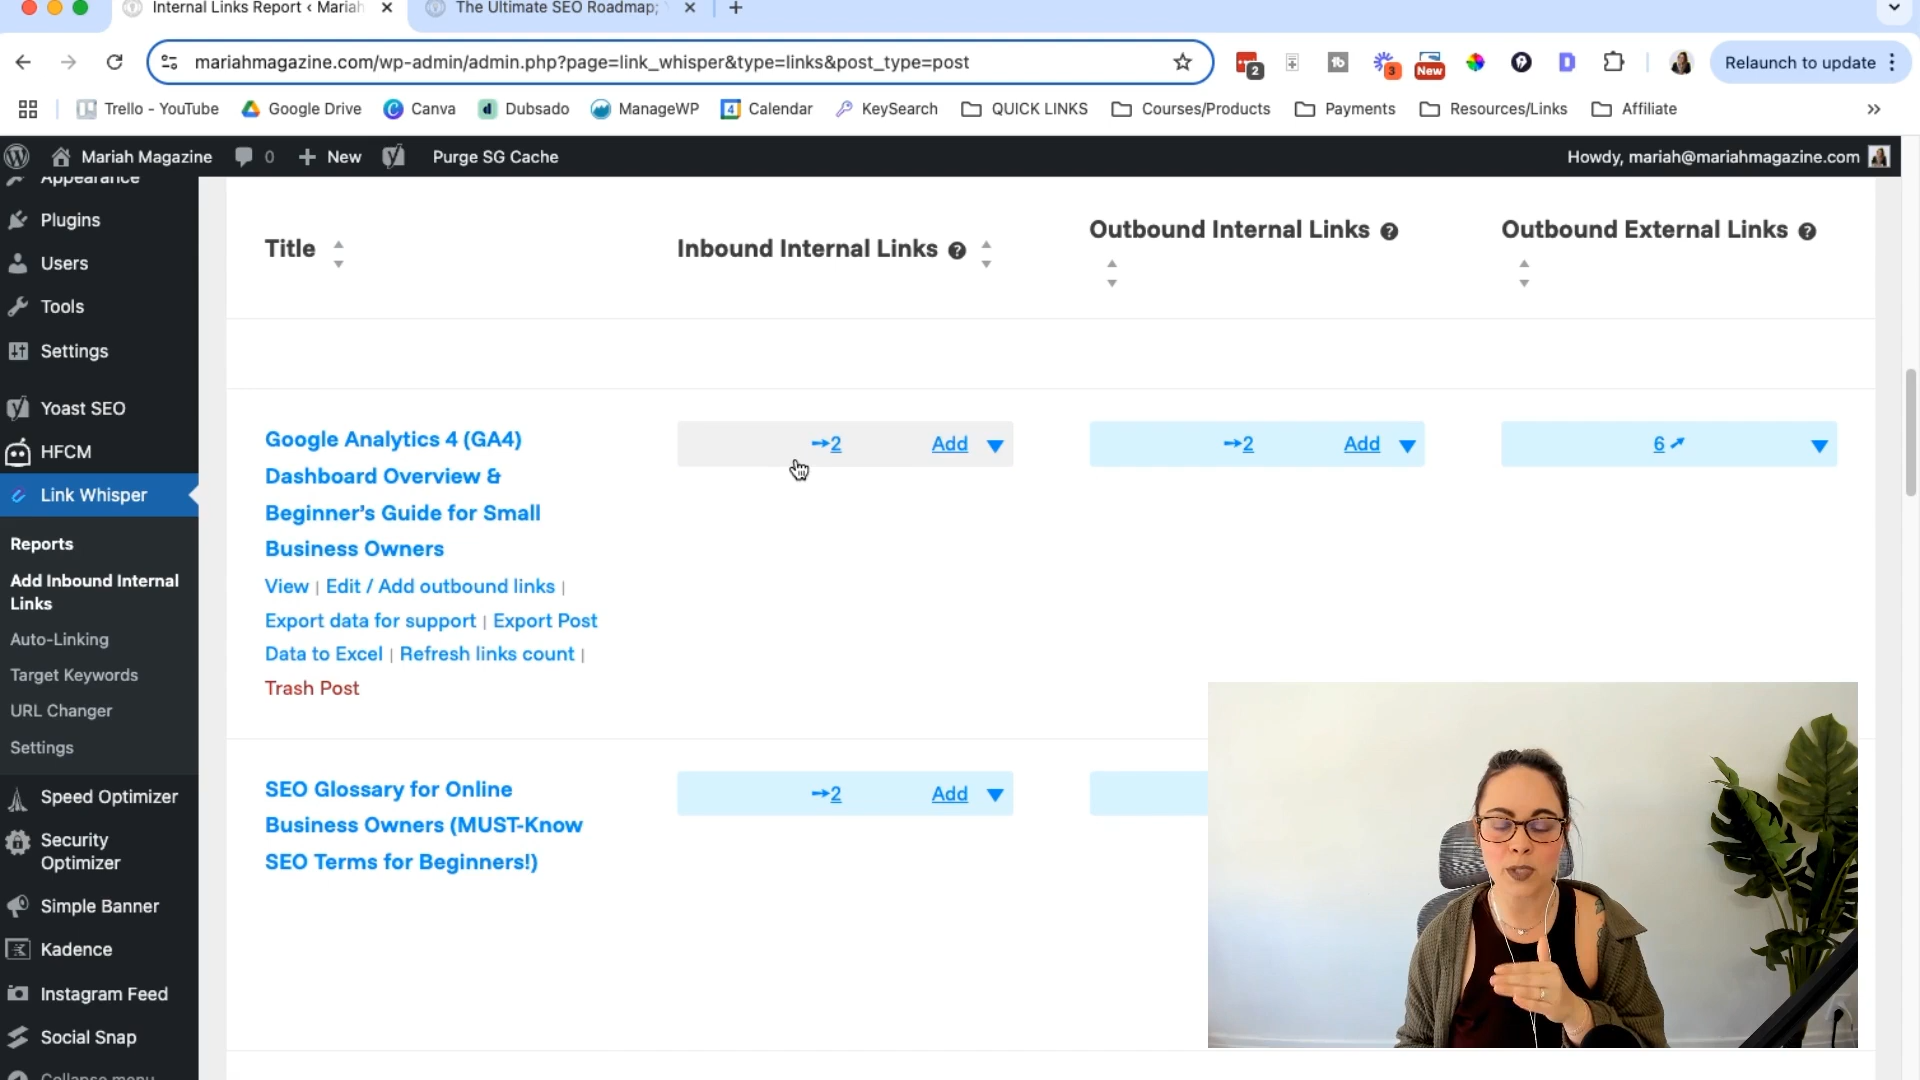 Internal Links Report ‹ Mariah
The Ultimate SEO Roadmap;
mariahmagazine.com/wp-admin/admin.php?page=link_whisper&type=links&post_type=post
2
3
New
Relaunch to update
Trello - YouTube
Google Drive
Canva
Dubsado
ManageWP
4
Calendar
KeySearch
QUICK LINKS
Courses/Products
Payments
Resources/Links
Affiliate
Mariah Magazine
0
New
Purge SG Cache
Howdy, mariah@mariahmagazine.com
Appearance
Plugins
Users
Tools
Settings
Yoast SEO
HFCM
Link Whisper
Reports
Add Inbound Internal
Links
Auto-Linking
Target Keywords
URL Changer
Settings
Speed Optimizer
Security
Optimizer
Simple Banner
Kadence
Instagram Feed
Social Snap
Collapse menu
Title
Inbound Internal Links
Outbound Internal Links
Outbound External Links
Google Analytics 4 (GA4)
Dashboard Overview &
Beginner's Guide for Small
Business Owners
2 Add
2 Add
6
View | Edit / Add outbound links |
Export data for support | Export Post
Data to Excel | Refresh links count |
Trash Post
SEO Glossary for Online
Business Owners (MUST-Know
SEO Terms for Beginners!)
2 Add